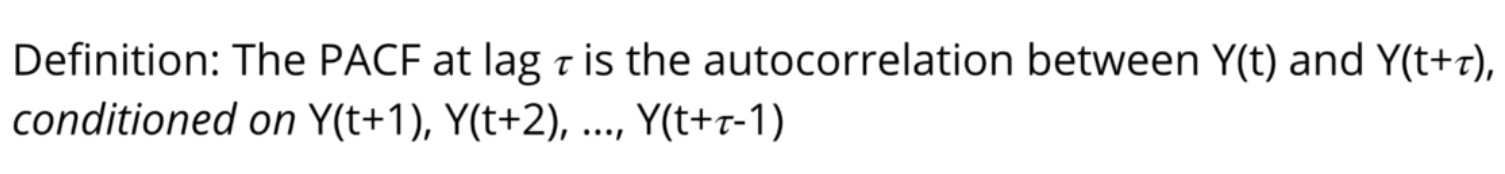 Definition: The PACF at lag τ is the autocorrelation between Y(t) and Y(t+τ),
conditioned on Y(t+1), Y(t+2), ..., Y(t+τ-1)